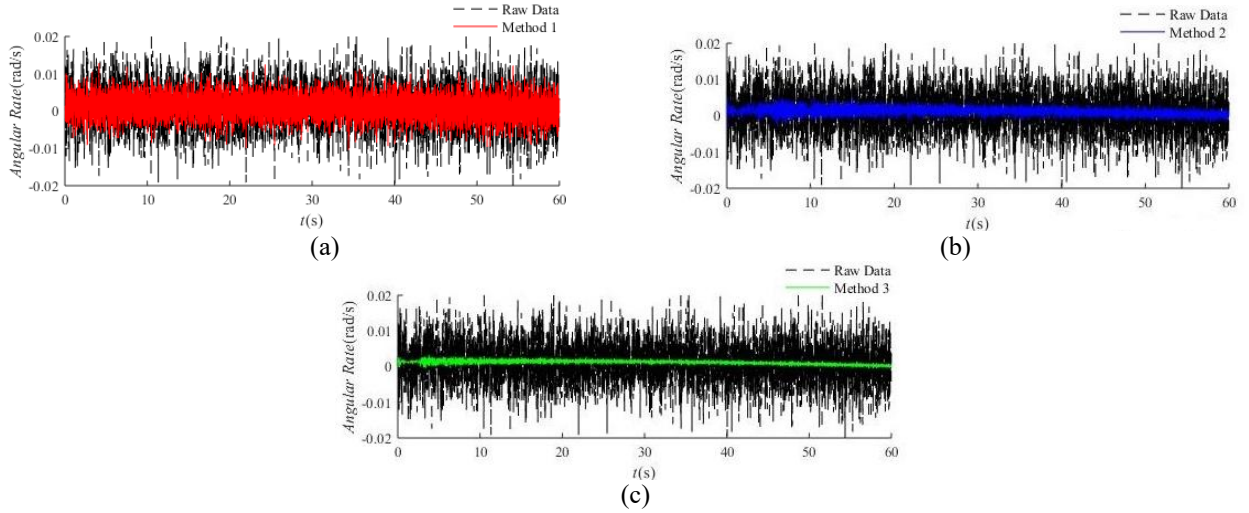 Raw Data
Method 1
0.02
0.01
0
-0.01
-0.02
Angular Rate(rad/s)
0 10 20 30 40 50 60
t(s)
(a)
Raw Data
Method 2
0.02
0.01
0
-0.01
-0.02
Angular Rate(rad/s)
0 10 20 30 40 50 60
t(s)
(b)
Raw Data
Method 3
0.02
0.01
0
-0.01
-0.02
Angular Rate(rad/s)
0 10 20 30 40 50 60
t(s)
(c)